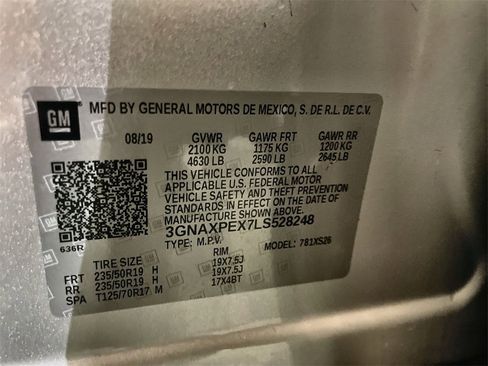 GM MFD BY GENERAL MOTORS DE MEXICO, S. DE R.L. DE C.V.
08/19 GVWR GAWR FRT GAWR RR
2100 KG 1175 KG 1200 KG
4630 LB 2590 LB 2645 LB
THIS VEHICLE CONFORMS TO ALL
APPLICABLE U.S. FEDERAL MOTOR
VEHICLE SAFETY AND THEFT
PREVENTION STANDARDS IN
EFFECT ON THE DATE OF
MANUFACTURE SHOWN ABOVE.
3GNAXPEX7LS528248
TYPE: M.P.V. MODEL: 781XS26
636R
TIRE SIZE RIM
FRT 235/50R19 H 19X7.5J
RR 235/50R19 H 19X7.5J
SPA T125/70R17 M 17X4BT